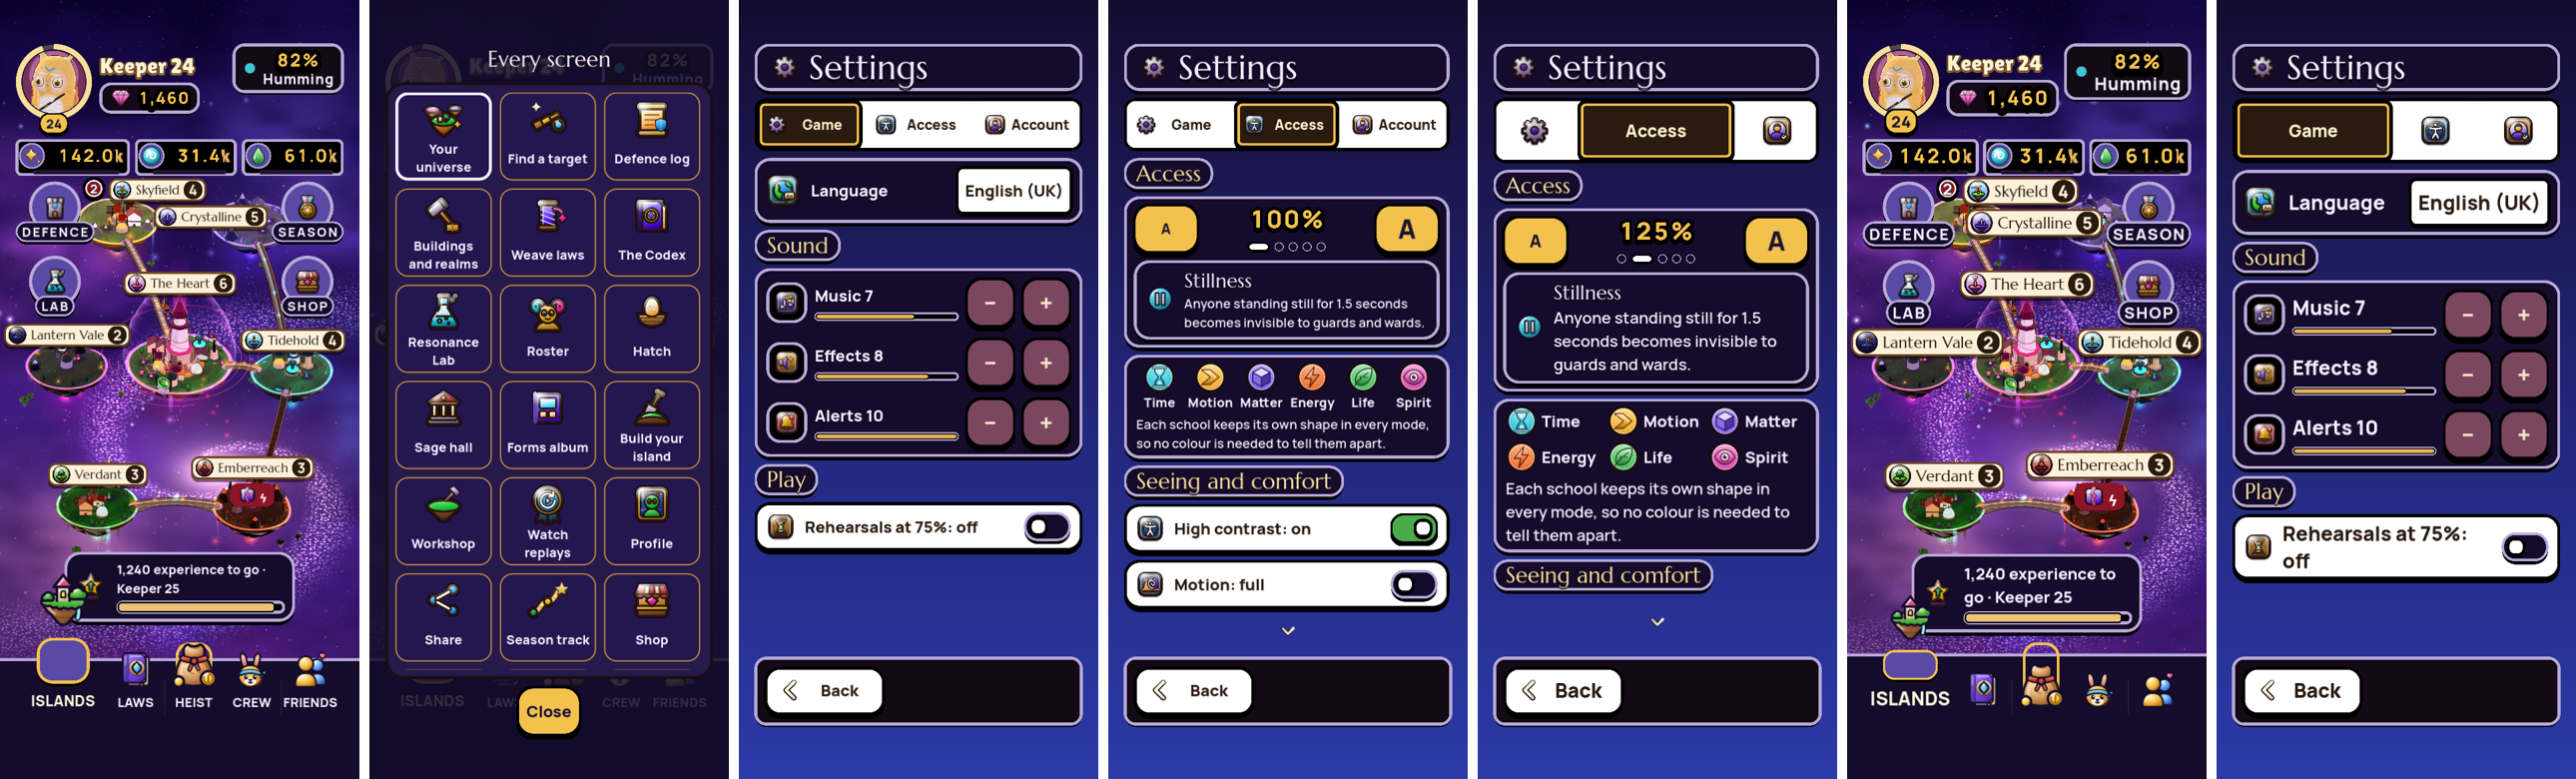 Keeper 24
1,460
82%
Humming
24
142.0k
31.4k
61.0k
2
Skyfield 4
Crystalline 5
DEFENCE
SEASON
The Heart 6
LAB
SHOP
Lantern Vale 2
Tidehold 4
Verdant 3
Emberreach 3
1,240 experience to go ·
Keeper 25
ISLANDS
LAWS
HEIST
CREW
FRIENDS
Every screen
Keeper 24
82%
Humming
Your
universe
Find a target
Defence log
Buildings
and realms
Weave laws
The Codex
Resonance
Lab
Roster
Hatch
Sage hall
Forms album
Build your
island
Workshop
Watch
replays
Profile
Share
Season track
Shop
ISLANDS
CREW
FRIENDS
Close
Settings
Game
Access
Account
Language
English (UK)
Sound
Music 7
Effects 8
Alerts 10
Play
Rehearsals at 75%: off
Back
Settings
Game
Access
Account
Access
A
100%
A
Stillness
Anyone standing still for 1.5 seconds
becomes invisible to guards and wards.
Time
Motion
Matter
Energy
Life
Spirit
Each school keeps its own shape in every mode,
so no colour is needed to tell them apart.
Seeing and comfort
High contrast: on
Motion: full
Back
Settings
Access
Access
A
125%
A
Stillness
Anyone standing still for 1.5
seconds becomes invisible to
guards and wards.
Time
Motion
Matter
Energy
Life
Spirit
Each school keeps its own shape in
every mode, so no colour is needed to
tell them apart.
Seeing and comfort
Back
Keeper 24
1,460
82%
Humming
24
142.0k
31.4k
61.0k
2
Skyfield 4
Crystalline 5
DEFENCE
SEASON
The Heart 6
LAB
SHOP
Lantern Vale 2
Tidehold 4
Verdant 3
Emberreach 3
1,240 experience to
go · Keeper 25
ISLANDS
Settings
Game
Language
English (UK)
Sound
Music 7
Effects 8
Alerts 10
Play
Rehearsals at 75%:
off
Back